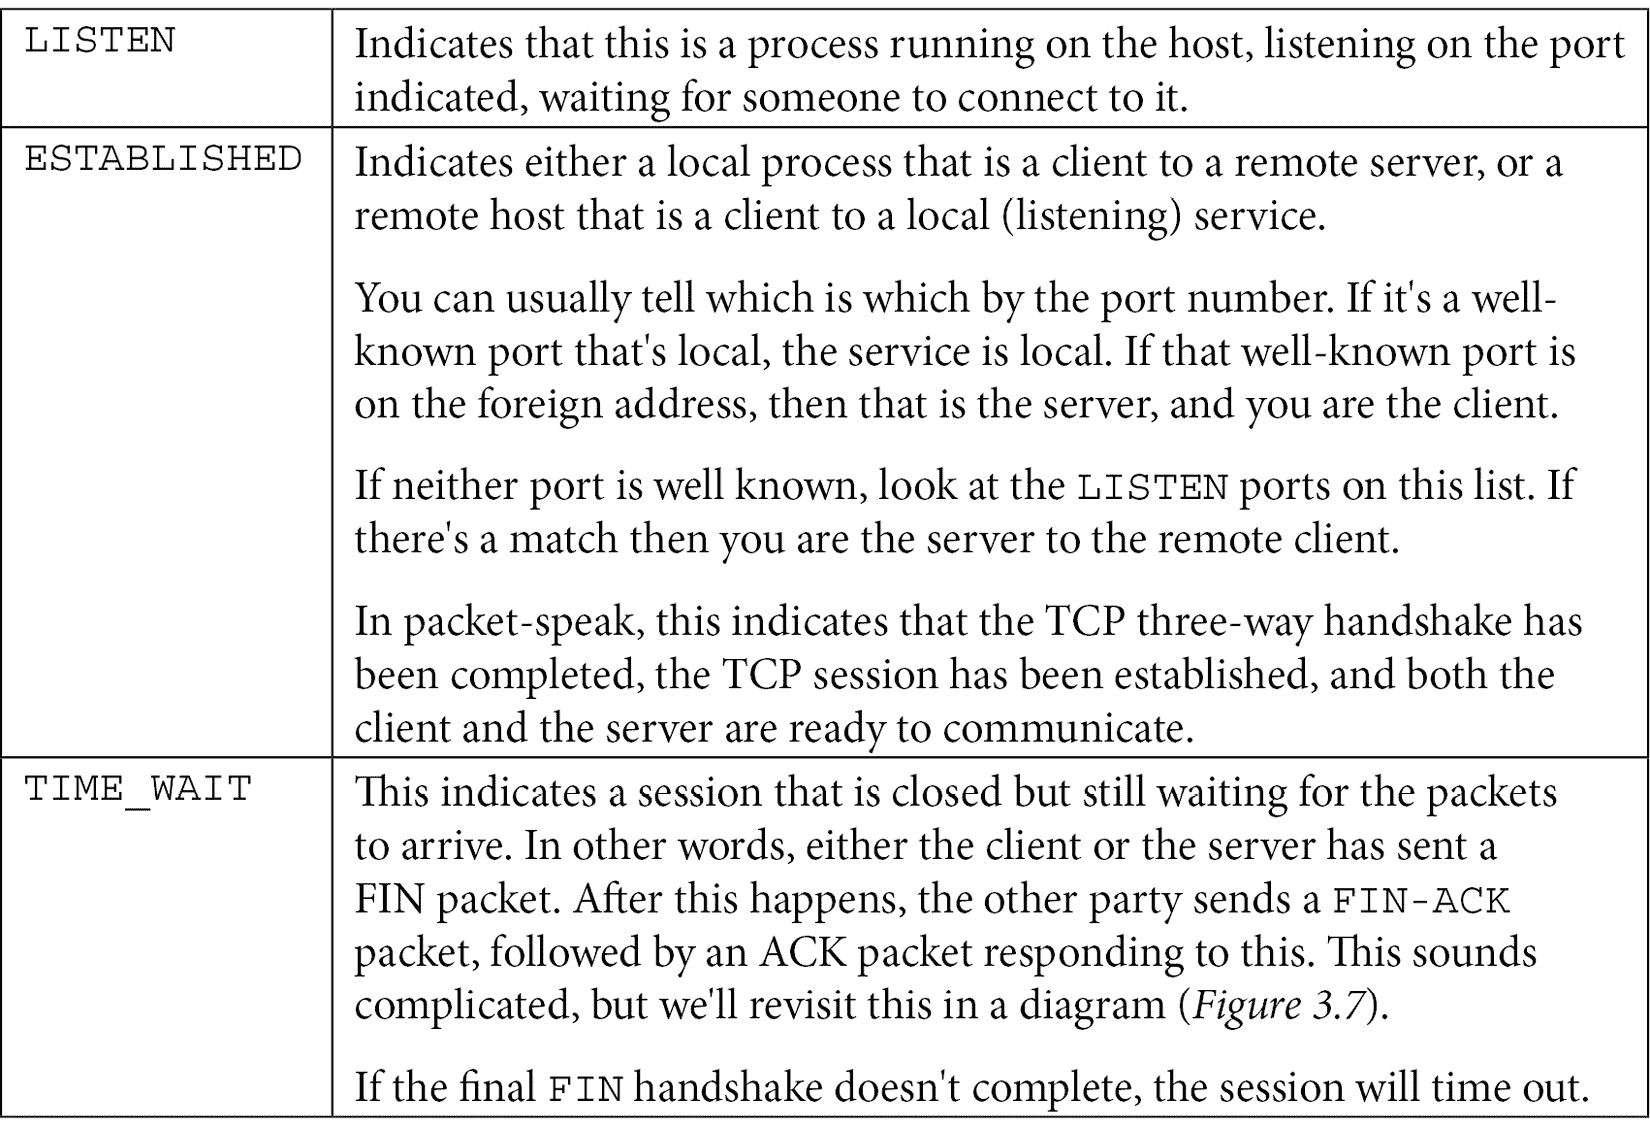 LISTEN
Indicates that this is a process running on the host, listening on the port
indicated, waiting for someone to connect to it.
ESTABLISHED
Indicates either a local process that is a client to a remote server, or a
remote host that is a client to a local (listening) service.
You can usually tell which is which by the port number. If it's a well-
known port that's local, the service is local. If that well-known port is
on the foreign address, then that is the server, and you are the client.
If neither port is well known, look at the LISTEN ports on this list. If
there's a match then you are the server to the remote client.
In packet-speak, this indicates that the TCP three-way handshake has
been completed, the TCP session has been established, and both the
client and the server are ready to communicate.
TIME_WAIT
This indicates a session that is closed but still waiting for the packets
to arrive. In other words, either the client or the server has sent a
FIN packet. After this happens, the other party sends a FIN-ACK
packet, followed by an ACK packet responding to this. This sounds
complicated, but we'll revisit this in a diagram (Figure 3.7).
If the final FIN handshake doesn't complete, the session will time out.